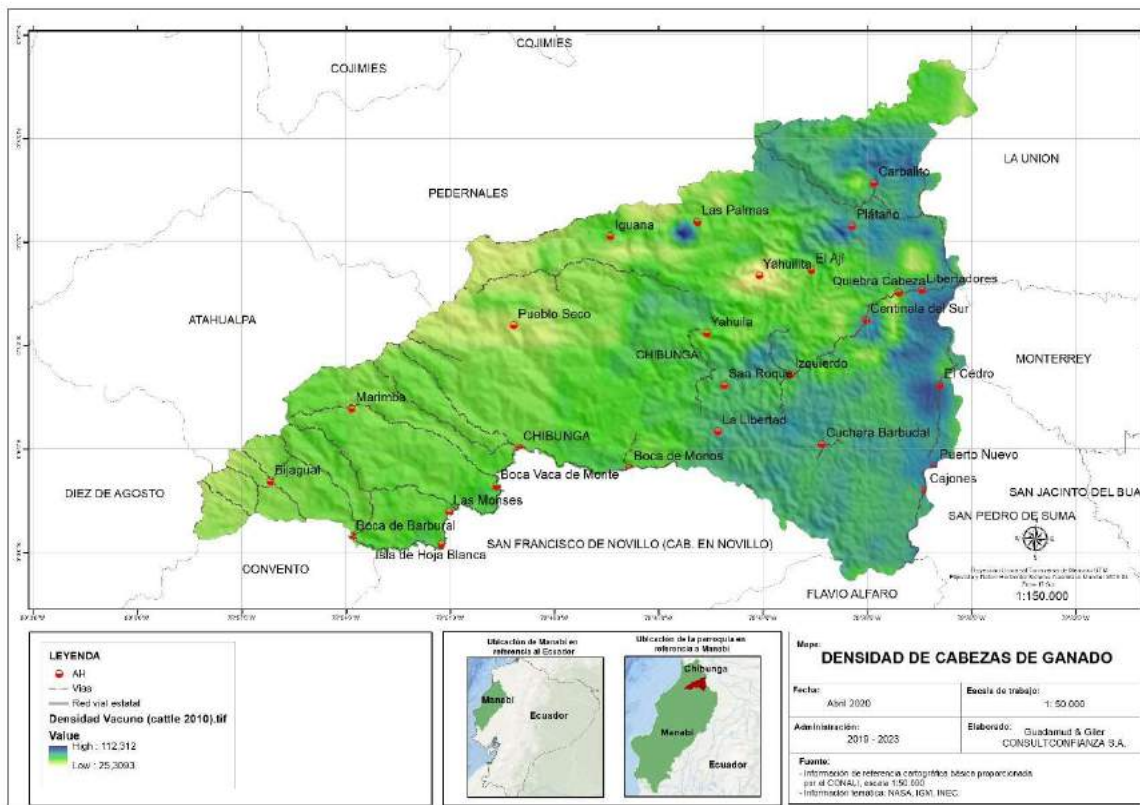 COJIMIES
COJIMIES
LA UNION
PEDERNALES
Carbalito
Las Palmas
Plátano
Iguana
El Ají
Yahuilita
Quiebra Cabeza
Libertadores
Centinela del Sur
ATAHUALPA
Pueblo Seco
Yahuila
CHIBUNGA
MONTERREY
Izquierdo
San Roque
El Cedro
Marimba
La Libertad
CHIBUNGA
Cuchara Barbudal
Boca de Monos
Puerto Nuevo
Bijagual
Boca Vaca de Monte
Cajones
DIEZ DE AGOSTO
SAN JACINTO DEL BUA
Las Monses
SAN PEDRO DE SUMA
Boca de Barbural
SAN FRANCISCO DE NOVILLO (CAB. EN NOVILLO)
Isla de Hoja Blanca
CONVENTO
FLAVIO ALFARO
1:150.000
LEYENDA
AH
Vias
Red vial estatal
Densidad Vacuno (cattle 2010).tif
Value
High : 112,312
Low : 25,3093
Ubicación de Manabí en
referencia al Ecuador
Manabí
Ecuador
Ubicación de la parroquia en
referencia a Manabí
Chibunga
Manabí
Ecuador
Mapa:
DENSIDAD DE CABEZAS DE GANADO
Fecha:
Abril 2020
Escala de trabajo:
1: 50 000
Administración:
2019 - 2023
Elaborado:
Guadamud & Giler
CONSULTCONFIANZA S.A.
Fuente:
- Información de referencia cartográfica básica proporcionada
por el CONALI, escala 1:50.000
- Información temática: NASA, IGM, INEC.